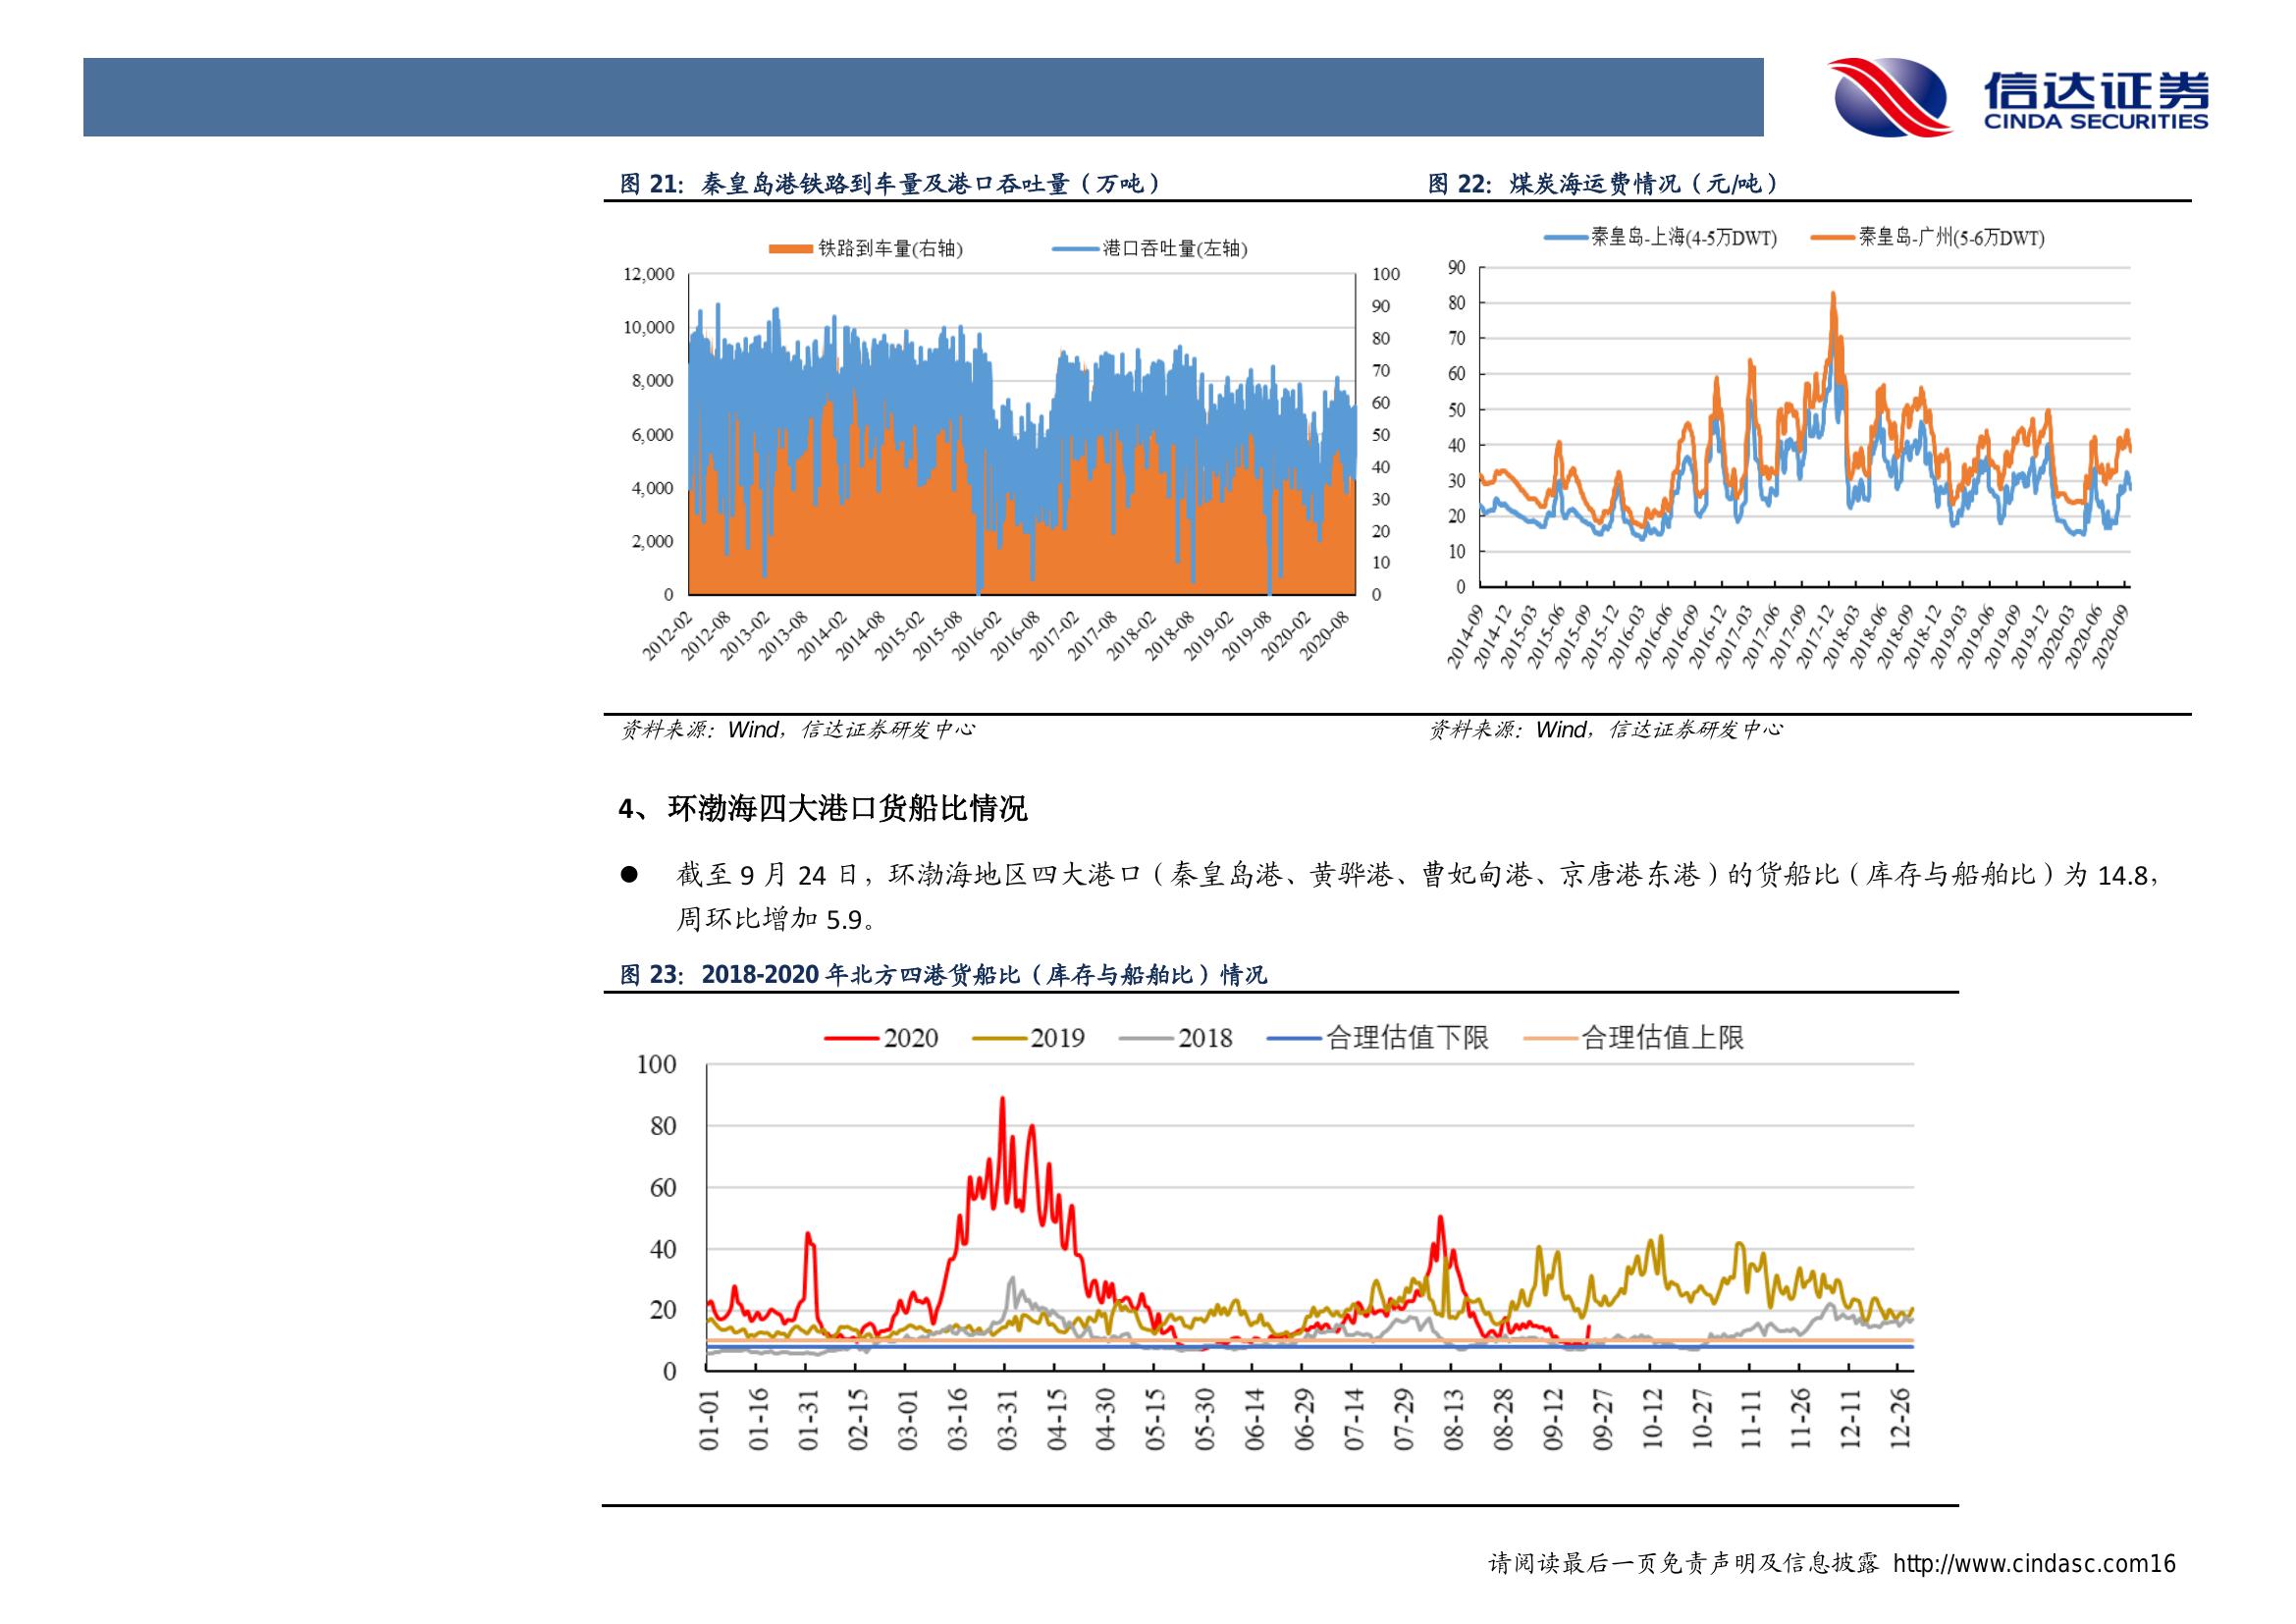 信达证券
CINDA SECURITIES
图 21：秦皇岛港铁路到车量及港口吞吐量（万吨）
铁路到车量(右轴) 港口吞吐量(左轴)
12,000
10,000
8,000
6,000
4,000
2,000
0
100
90
80
70
60
50
40
30
20
10
0
2012-02 2012-08 2013-02 2013-08 2014-02 2014-08 2015-02 2015-08 2016-02 2016-08 2017-02 2017-08 2018-02 2018-08 2019-02 2019-08 2020-02 2020-08
资料来源：Wind，信达证券研发中心
图 22：煤炭海运费情况（元/吨）
秦皇岛-上海(4-5万DWT) 秦皇岛-广州(5-6万DWT)
90
80
70
60
50
40
30
20
10
0
2014-09 2014-12 2015-03 2015-06 2015-09 2015-12 2016-03 2016-06 2016-09 2016-12 2017-03 2017-06 2017-09 2017-12 2018-03 2018-06 2018-09 2018-12 2019-03 2019-06 2019-09 2019-12 2020-03 2020-06 2020-09
资料来源：Wind，信达证券研发中心
4、环渤海四大港口货船比情况
● 截至 9 月 24 日，环渤海地区四大港口（秦皇岛港、黄骅港、曹妃甸港、京唐港东港）的货船比（库存与船舶比）为 14.8，
周环比增加 5.9。
图 23：2018-2020 年北方四港货船比（库存与船舶比）情况
2020 2019 2018 合理估值下限 合理估值上限
100
80
60
40
20
0
01-01 01-16 01-31 02-15 03-01 03-16 03-31 04-15 04-30 05-15 05-30 06-14 06-29 07-14 07-29 08-13 08-28 09-12 09-27 10-12 10-27 11-11 11-26 12-11 12-26
请阅读最后一页免责声明及信息披露 http://www.cindasc.com16